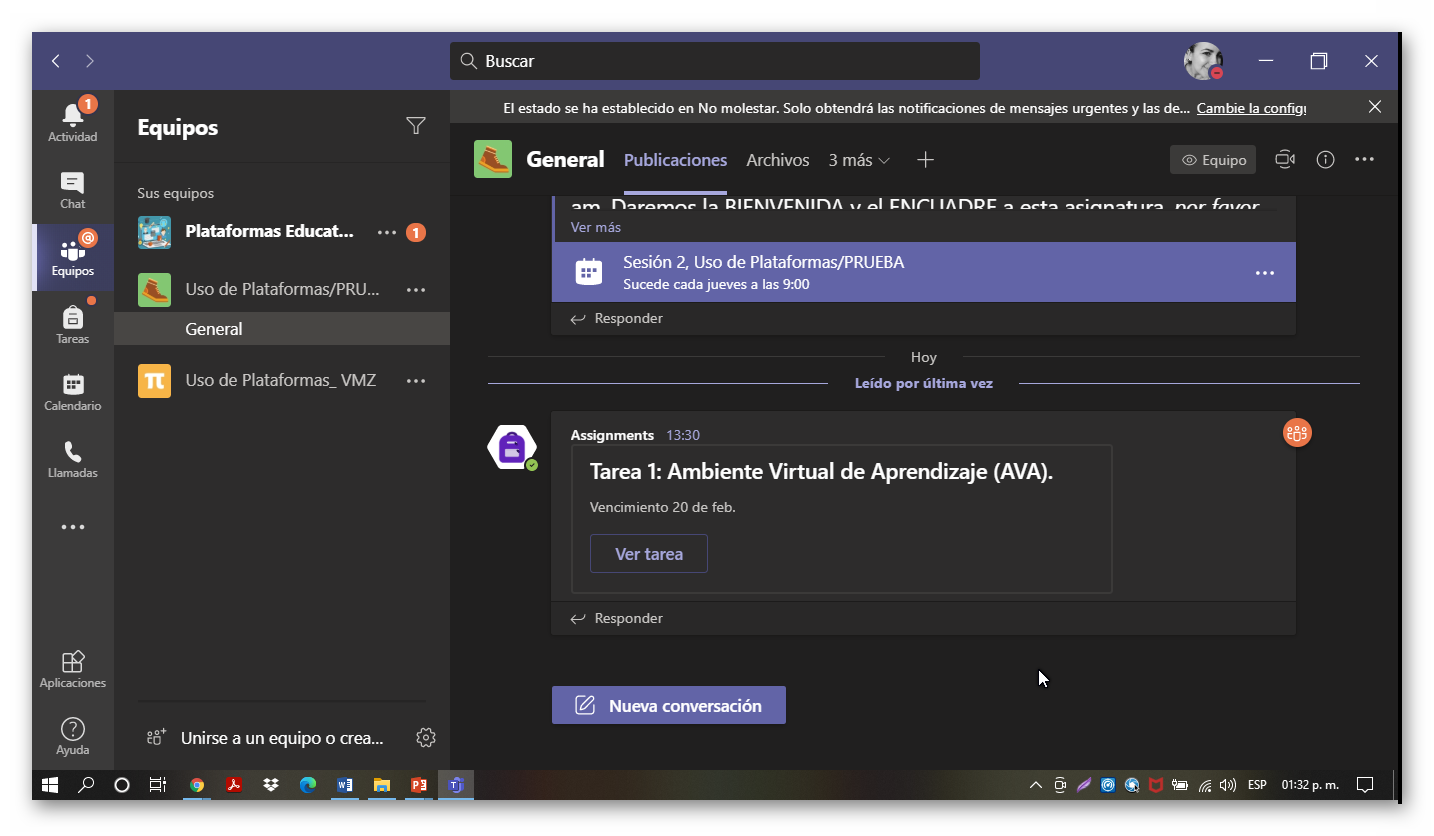 Buscar
1
Actividad
Chat
@
Equipos
Tareas
Calendario
Llamadas
Aplicaciones
Ayuda
Equipos
Sus equipos
Plataformas Educat... 1
Uso de Plataformas/PRU...
General
π Uso de Plataformas_ VMZ
Unirse a un equipo o crea...
El estado se ha establecido en No molestar. Solo obtendrá las notificaciones de mensajes urgentes y las de... Cambie la configu
General Publicaciones Archivos 3 más Equipo
am. Daremos la BIENVENIDA y el ENCUADRE a esta asignatura, por favor
Ver más
Sesión 2, Uso de Plataformas/PRUEBA
Sucede cada jueves a las 9:00
Responder
Hoy
Leído por última vez
Assignments 13:30
Tarea 1: Ambiente Virtual de Aprendizaje (AVA).
Vencimiento 20 de feb.
Ver tarea
Responder
Nueva conversación
ESP 01:32 p. m.